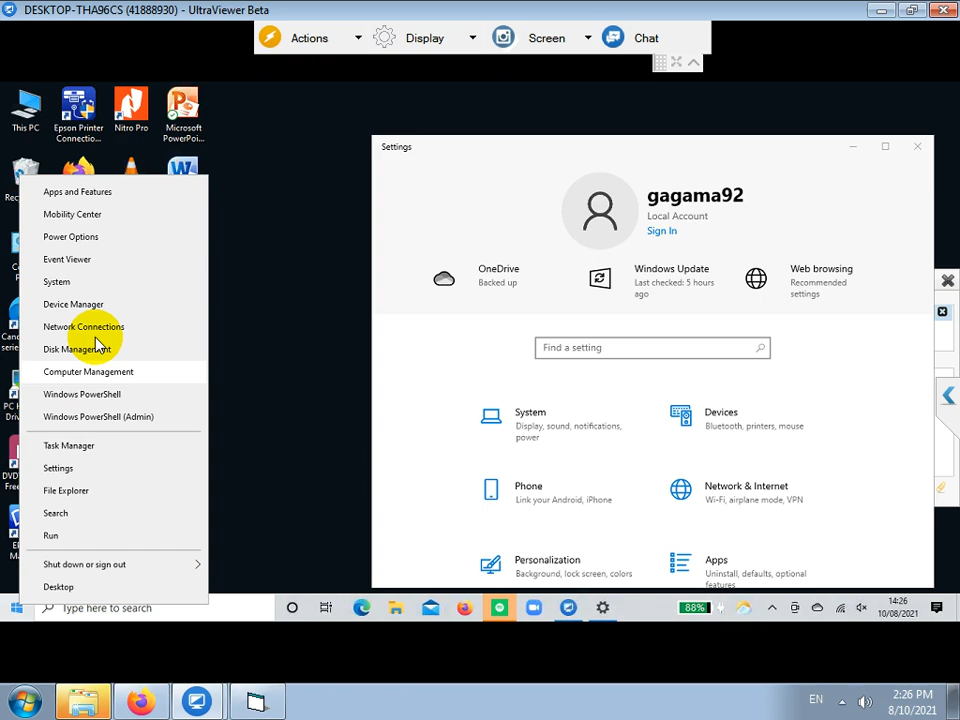 DESKTOP-THA96CS (41888930) - UltraViewer Beta
Actions
Display
Screen
Chat
This PC
Epson Printer
Connectio...
Nitro Pro
Microsoft
PowerPoi...
Apps and Features
Mobility Center
Power Options
Event Viewer
System
Device Manager
Network Connections
Disk Management
Computer Management
Windows PowerShell
Windows PowerShell (Admin)
Task Manager
Settings
File Explorer
Search
Run
Shut down or sign out
Desktop
Settings
gagama92
Local Account
Sign In
OneDrive
Backed up
Windows Update
Last checked: 5 hours
ago
Web browsing
Recommended
settings
Find a setting
System
Display, sound, notifications,
power
Devices
Bluetooth, printers, mouse
Phone
Link your Android, iPhone
Network & Internet
Wi-Fi, airplane mode, VPN
Personalization
Background, lock screen, colors
Apps
Uninstall, defaults, optional
features
Type here to search
88%
14:26
10/08/2021
EN
2:26 PM
8/10/2021